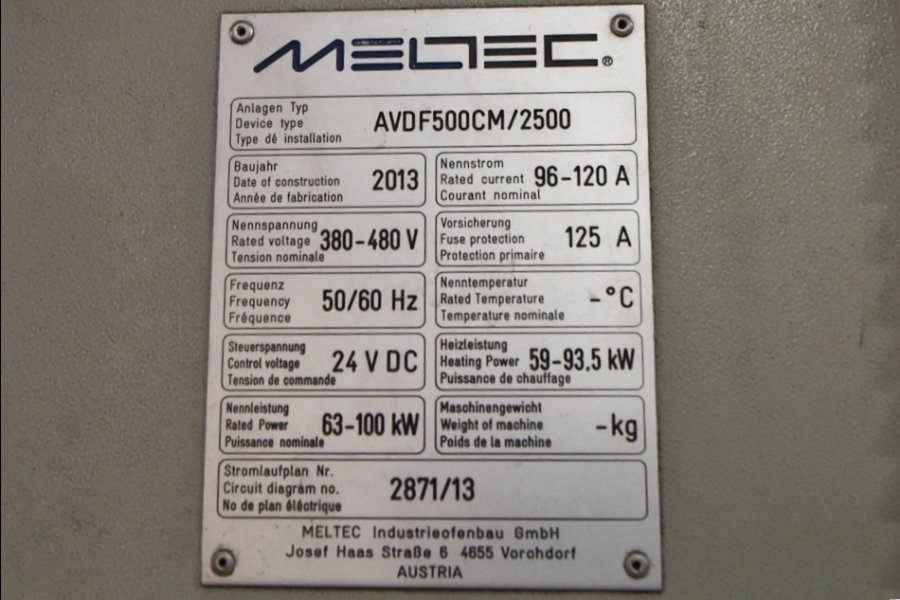 MELTEC®
Anlagen Typ
Device type
Type dé installation
AVDF500CM/2500
Baujahr
Date of construction
Année de fabrication
2013
Nennstrom
Rated current
Courant nominal
96-120 A
Nennspannung
Rated voltage
Tension nominale
380-480 V
Vorsicherung
Fuse protection
Protection primaire
125 A
Frequenz
Frequency
Fréquence
50/60 Hz
Nenntemperatur
Rated Temperature
Temperature nominale
-°C
Steuerspannung
Control voltage
Tension de commande
24 V DC
Heizleistung
Heating Power
Puissance de chauffage
59-93,5 kW
Nennleistung
Rated Power
Puissance nominale
63-100 kW
Maschinengewicht
Weight of machine
Poids de la machine
-kg
Stromlaufplan Nr.
Circuit diagram no.
No de plan éléctrique
2871/13
MELTEC Industrieofenbau GmbH
Josef Haas Straße 6 4655 Vorchdorf
AUSTRIA